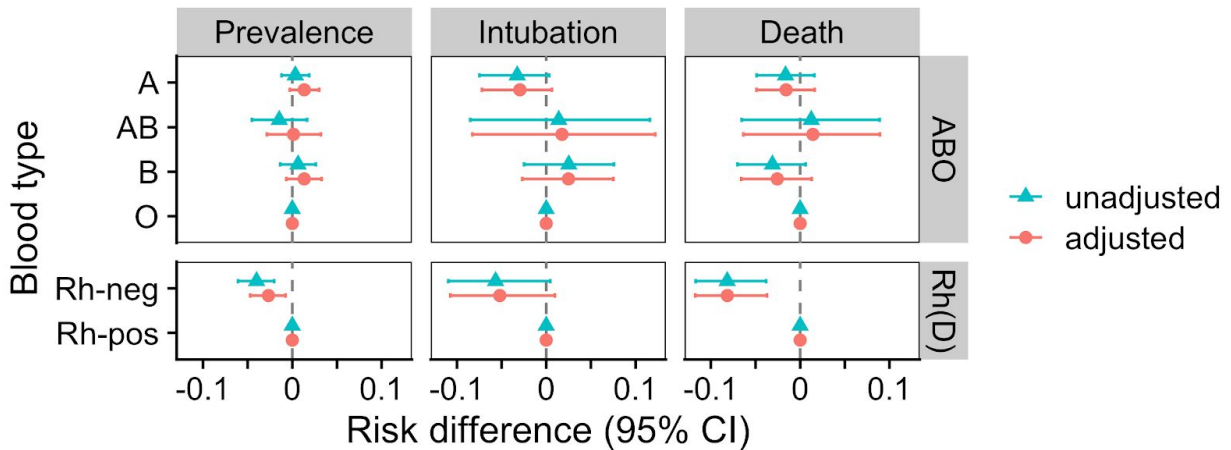 Prevalence Intubation Death
Blood type
A
AB
B
O
ABO
Rh-neg
Rh-pos
Rh(D)
-0.1 0 0.1 -0.1 0 0.1 -0.1 0 0.1
Risk difference (95% CI)
unadjusted
adjusted